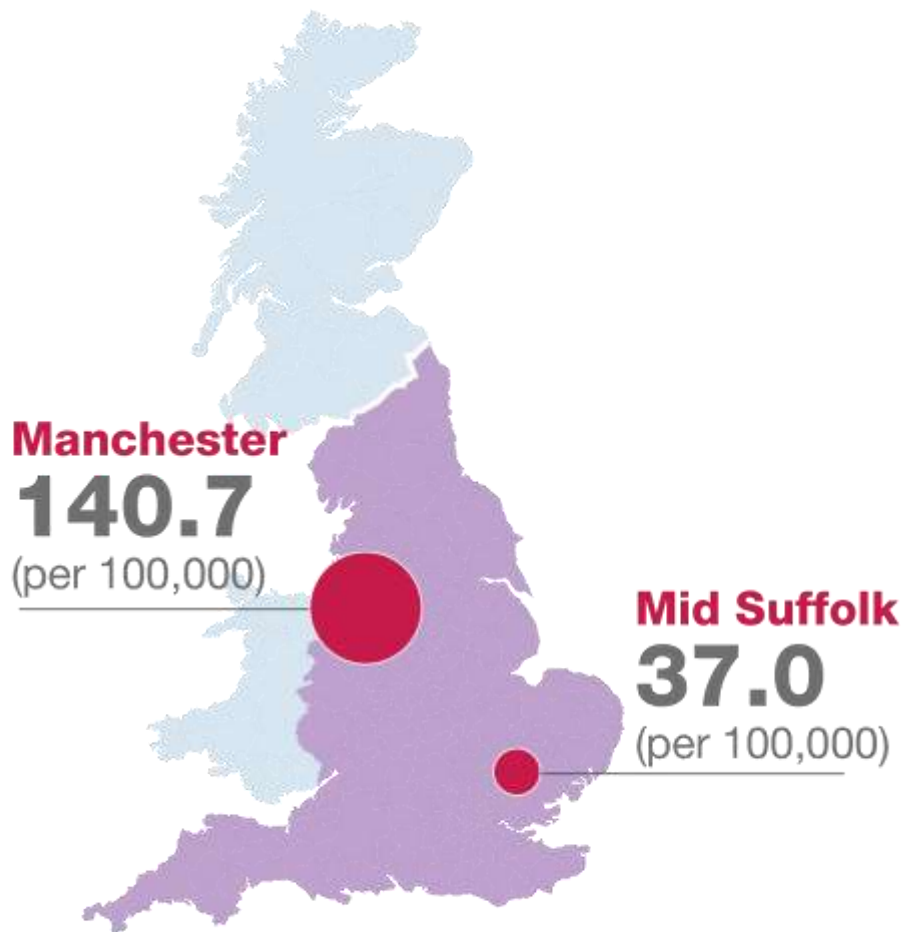 Manchester
140.7
(per 100,000)
Mid Suffolk
37.0
(per 100,000)